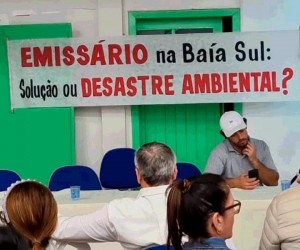 EMISSÁRIO na Baía Sul:
Solução ou DESASTRE AMBIENTAL?